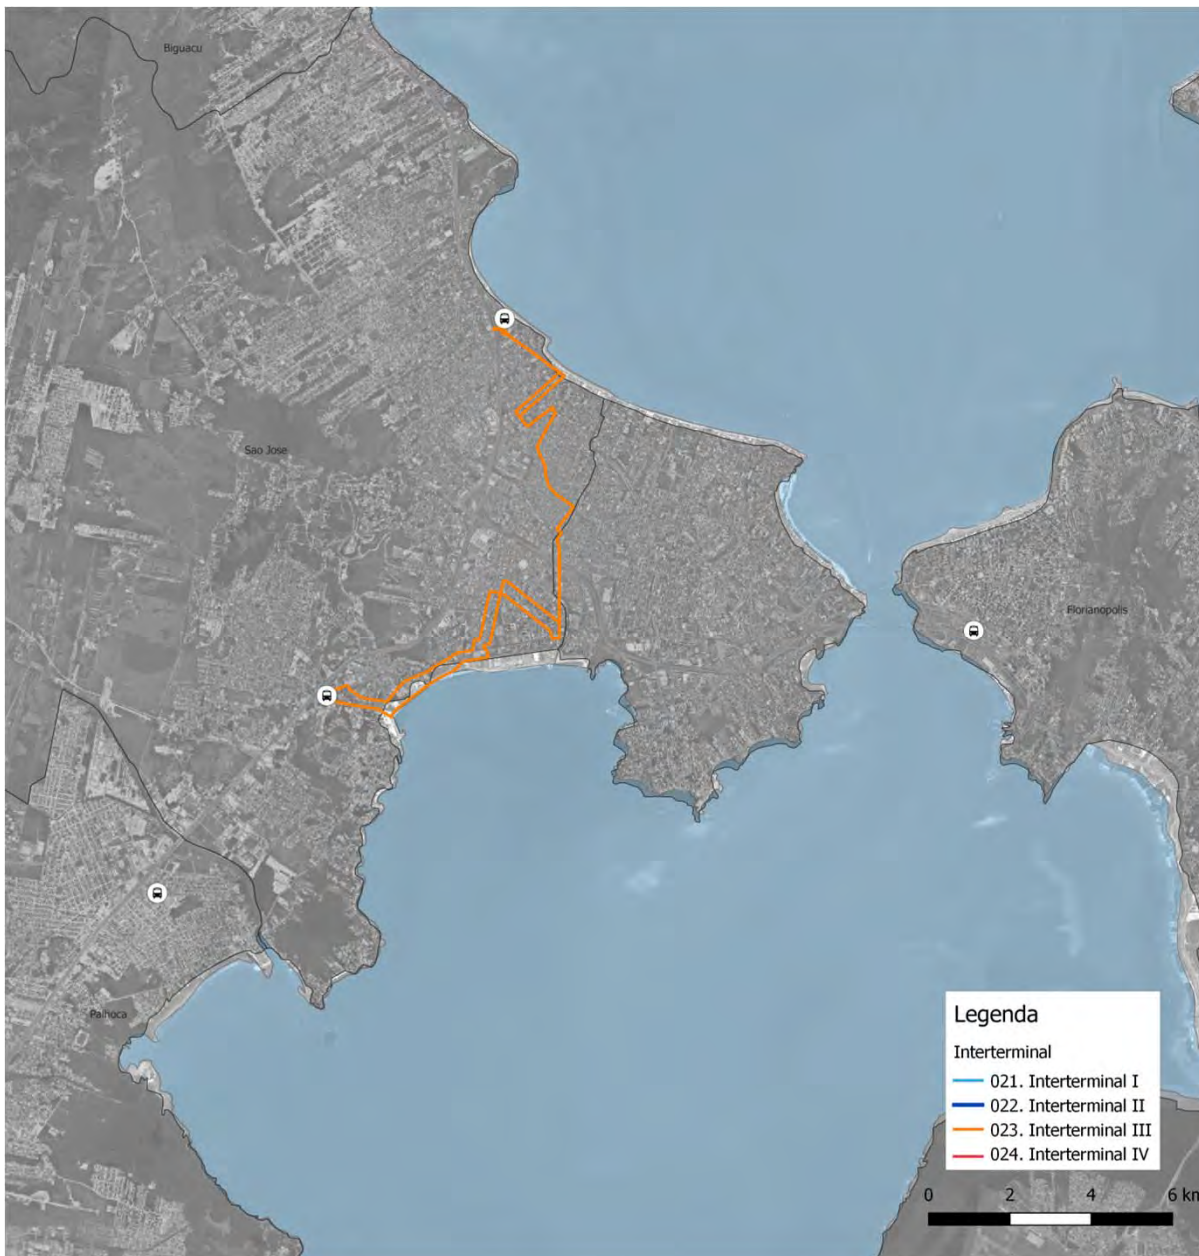 Biguacu
Sao Jose
Florianopolis
Palhoca
Legenda
Interterminal
021. Interterminal I
022. Interterminal II
023. Interterminal III
024. Interterminal IV
0 2 4 6 km